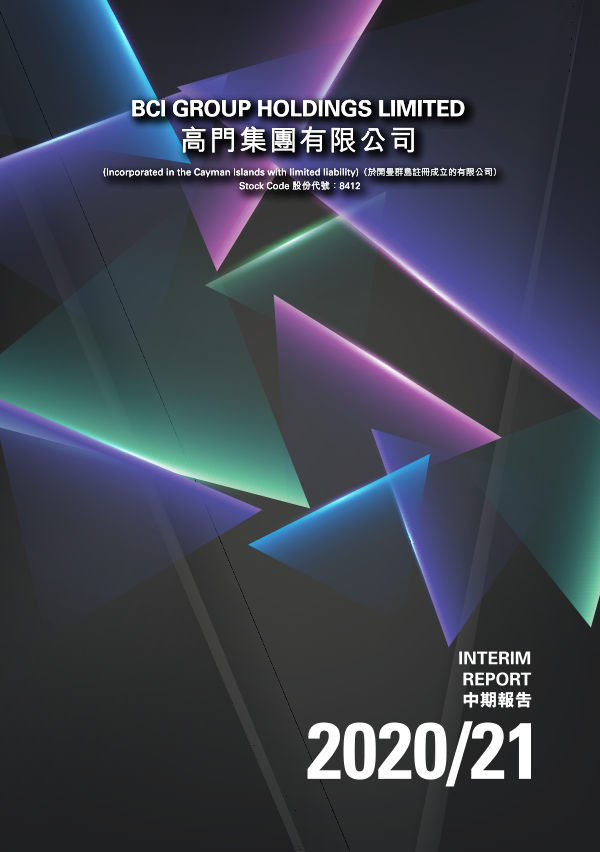 BCI GROUP HOLDINGS LIMITED
高門集團有限公司
(Incorporated in the Cayman Islands with limited liability)（於開曼群島註冊成立的有限公司）
Stock Code 股份代號：8412
INTERIM
REPORT
中期報告
2020/21